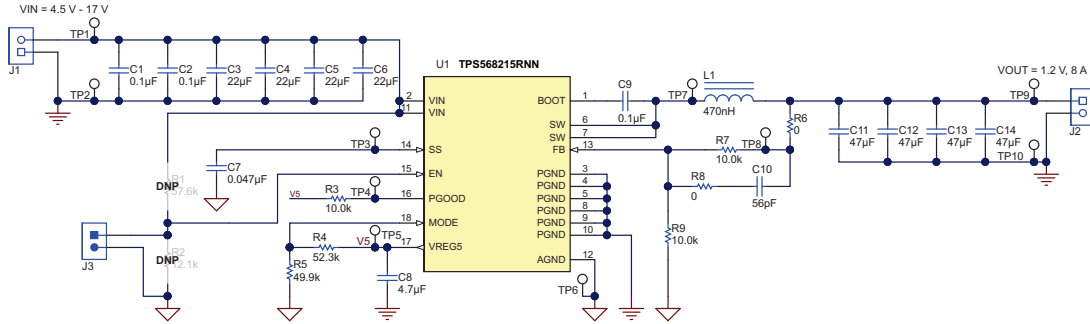 VIN = 4.5 V - 17 V
TP1
J1
TP2
C1
0.1µF
C2
0.1µF
C3
22µF
C4
22µF
C5
22µF
C6
22µF
U1 TPS568215RNN
2 VIN
11 VIN
14 SS
15 EN
16 PGOOD
18 MODE
17 VREG5
BOOT 1
SW 6
SW 7
FB 13
PGND 3
PGND 4
PGND 5
PGND 8
PGND 9
PGND 10
AGND 12
TP3
C7
0.047µF
R1
DNP
57.6k
V5
R3
10.0k
TP4
J3
R2
DNP
12.1k
R4
52.3k
V5
TP5
R5
49.9k
C8
4.7µF
TP6
C9
0.1µF
TP7
L1
470nH
R6
0
R7
10.0k
TP8
R8
0
C10
56pF
R9
10.0k
VOUT = 1.2 V, 8 A
TP9
J2
TP10
C11
47µF
C12
47µF
C13
47µF
C14
47µF